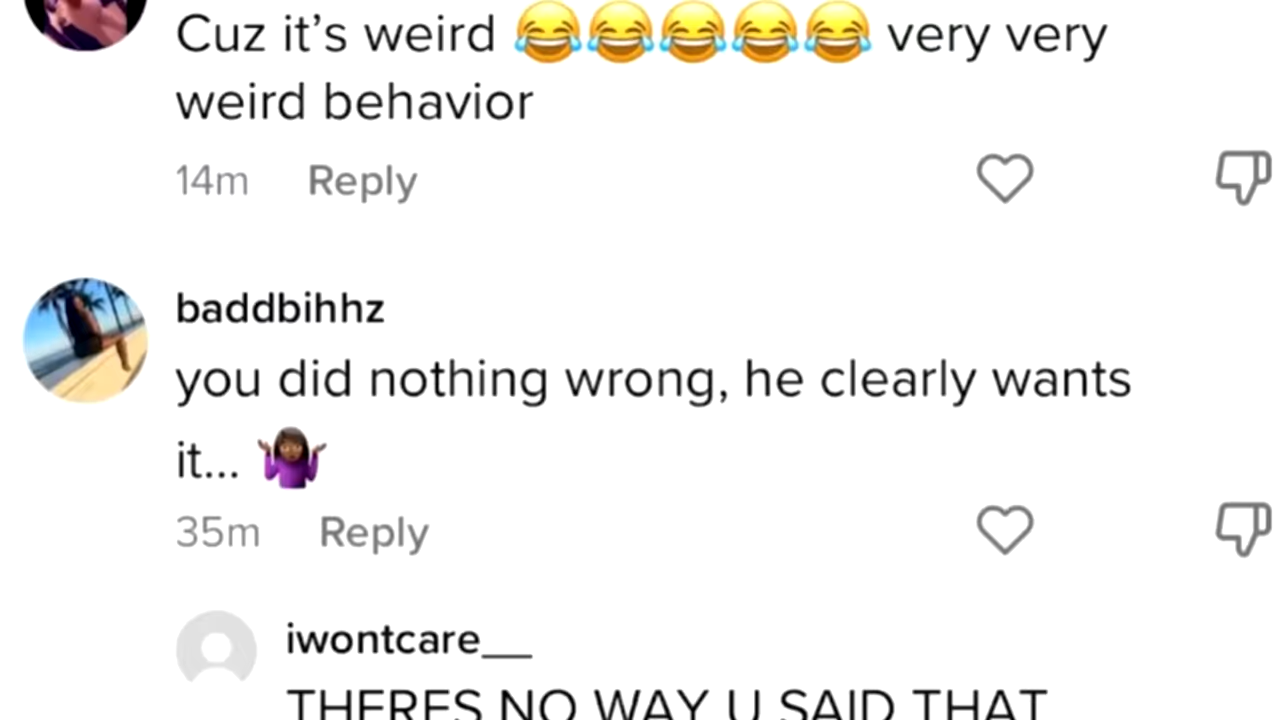 Cuz it’s weird 😂😂😂😂😂 very very
weird behavior
14m Reply
baddbihhz
you did nothing wrong, he clearly wants
it... 🤷🏾‍♀️
35m Reply
iwontcare__
THERES NO WAY U SAID THAT